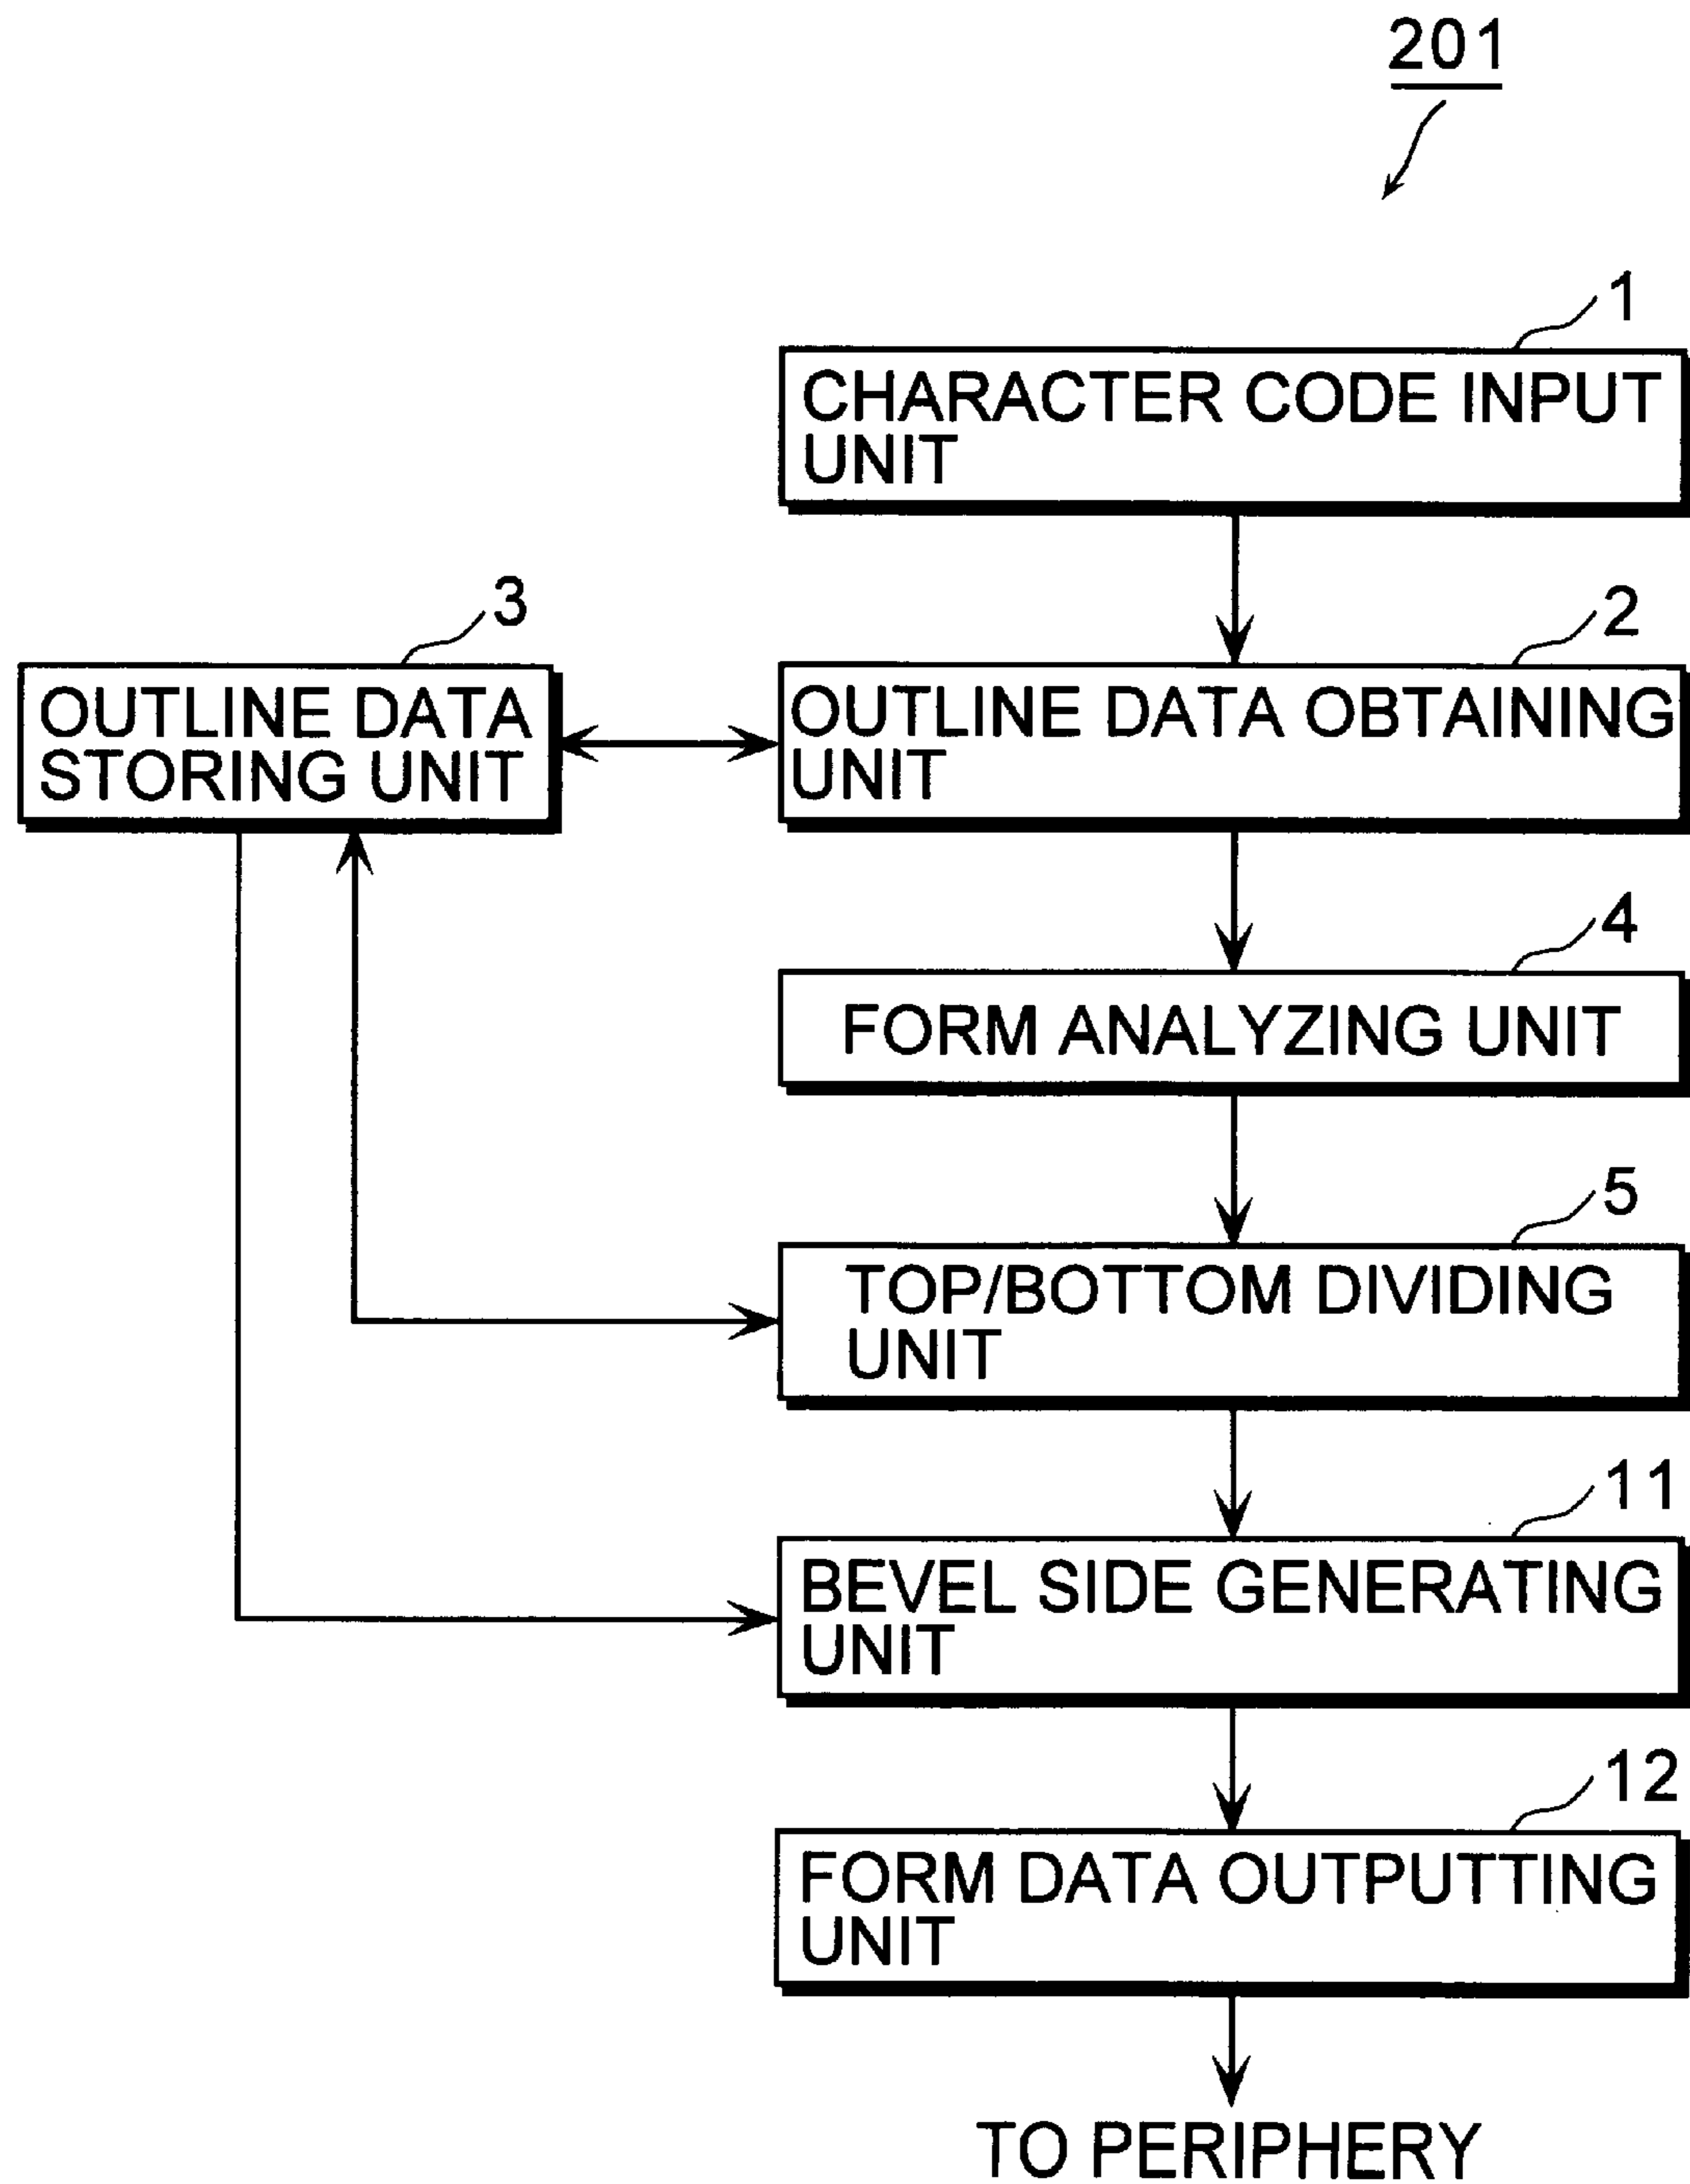 201
1
CHARACTER CODE INPUT
UNIT
3
OUTLINE DATA
STORING UNIT
2
OUTLINE DATA OBTAINING
UNIT
4
FORM ANALYZING UNIT
5
TOP/BOTTOM DIVIDING
UNIT
11
BEVEL SIDE GENERATING
UNIT
12
FORM DATA OUTPUTTING
UNIT
TO PERIPHERY